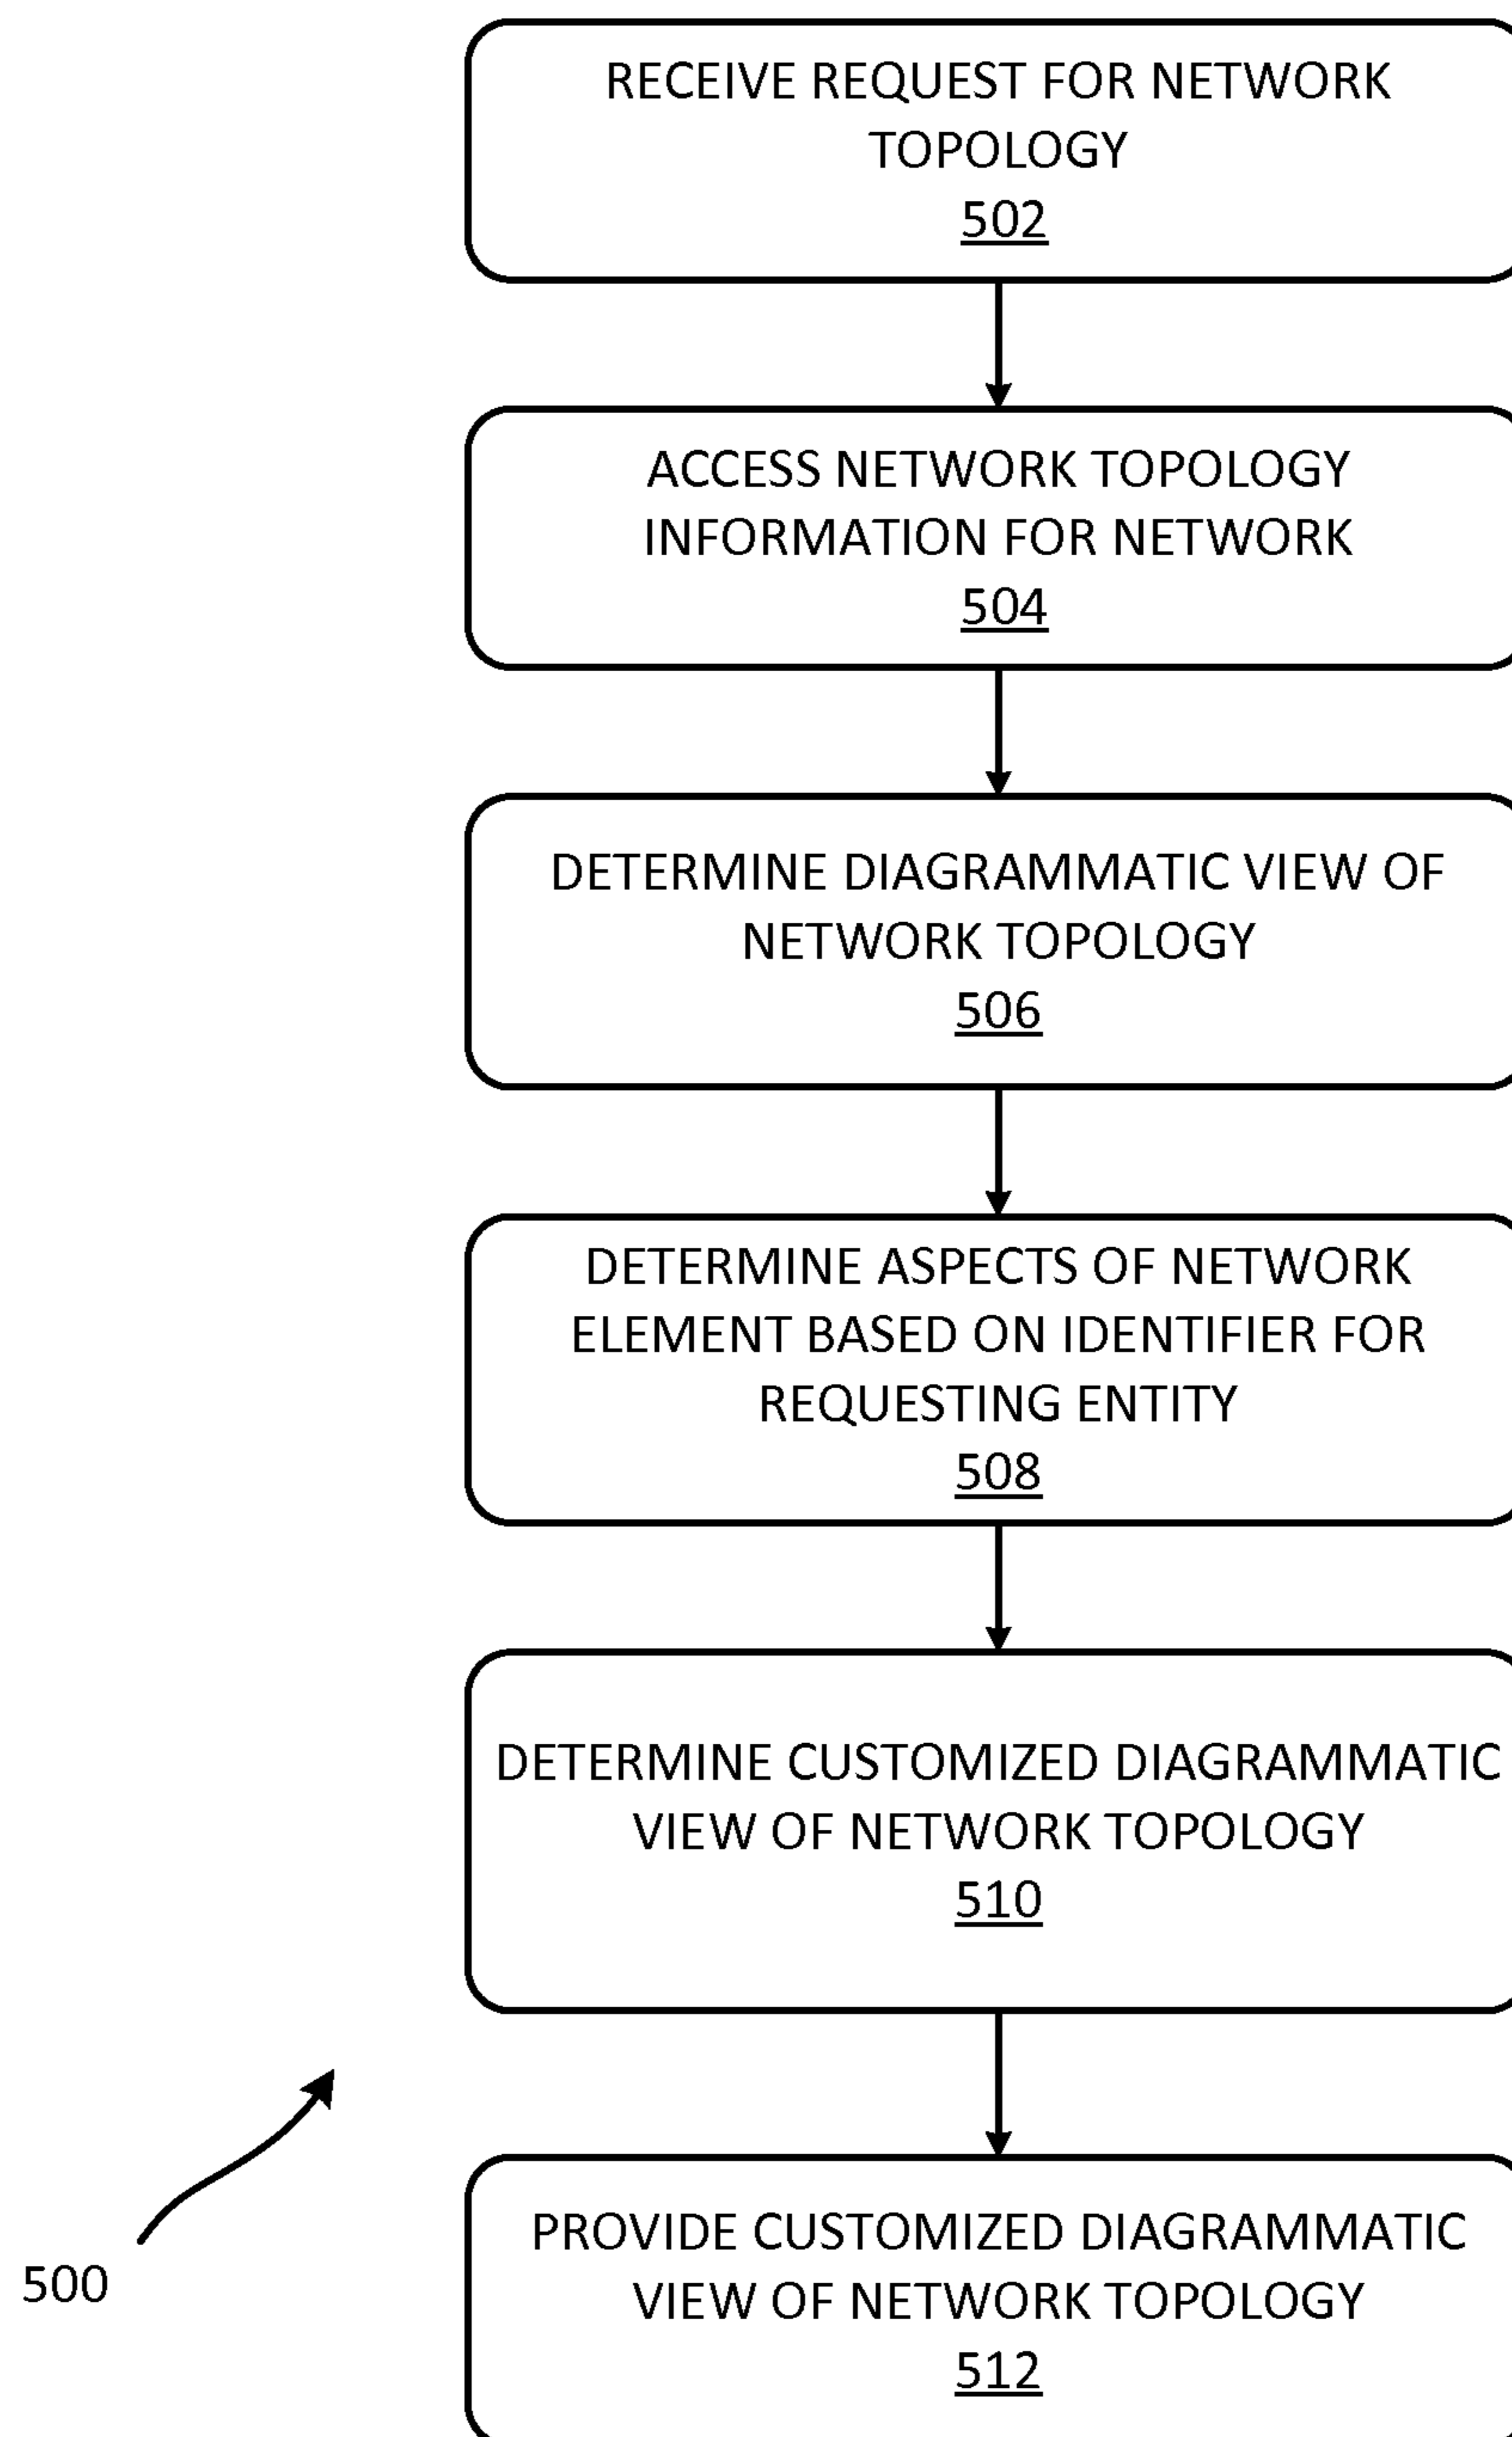 RECEIVE REQUEST FOR NETWORK
TOPOLOGY
502
ACCESS NETWORK TOPOLOGY
INFORMATION FOR NETWORK
504
DETERMINE DIAGRAMMATIC VIEW OF
NETWORK TOPOLOGY
506
DETERMINE ASPECTS OF NETWORK
ELEMENT BASED ON IDENTIFIER FOR
REQUESTING ENTITY
508
DETERMINE CUSTOMIZED DIAGRAMMATIC
VIEW OF NETWORK TOPOLOGY
510
PROVIDE CUSTOMIZED DIAGRAMMATIC
VIEW OF NETWORK TOPOLOGY
512
500